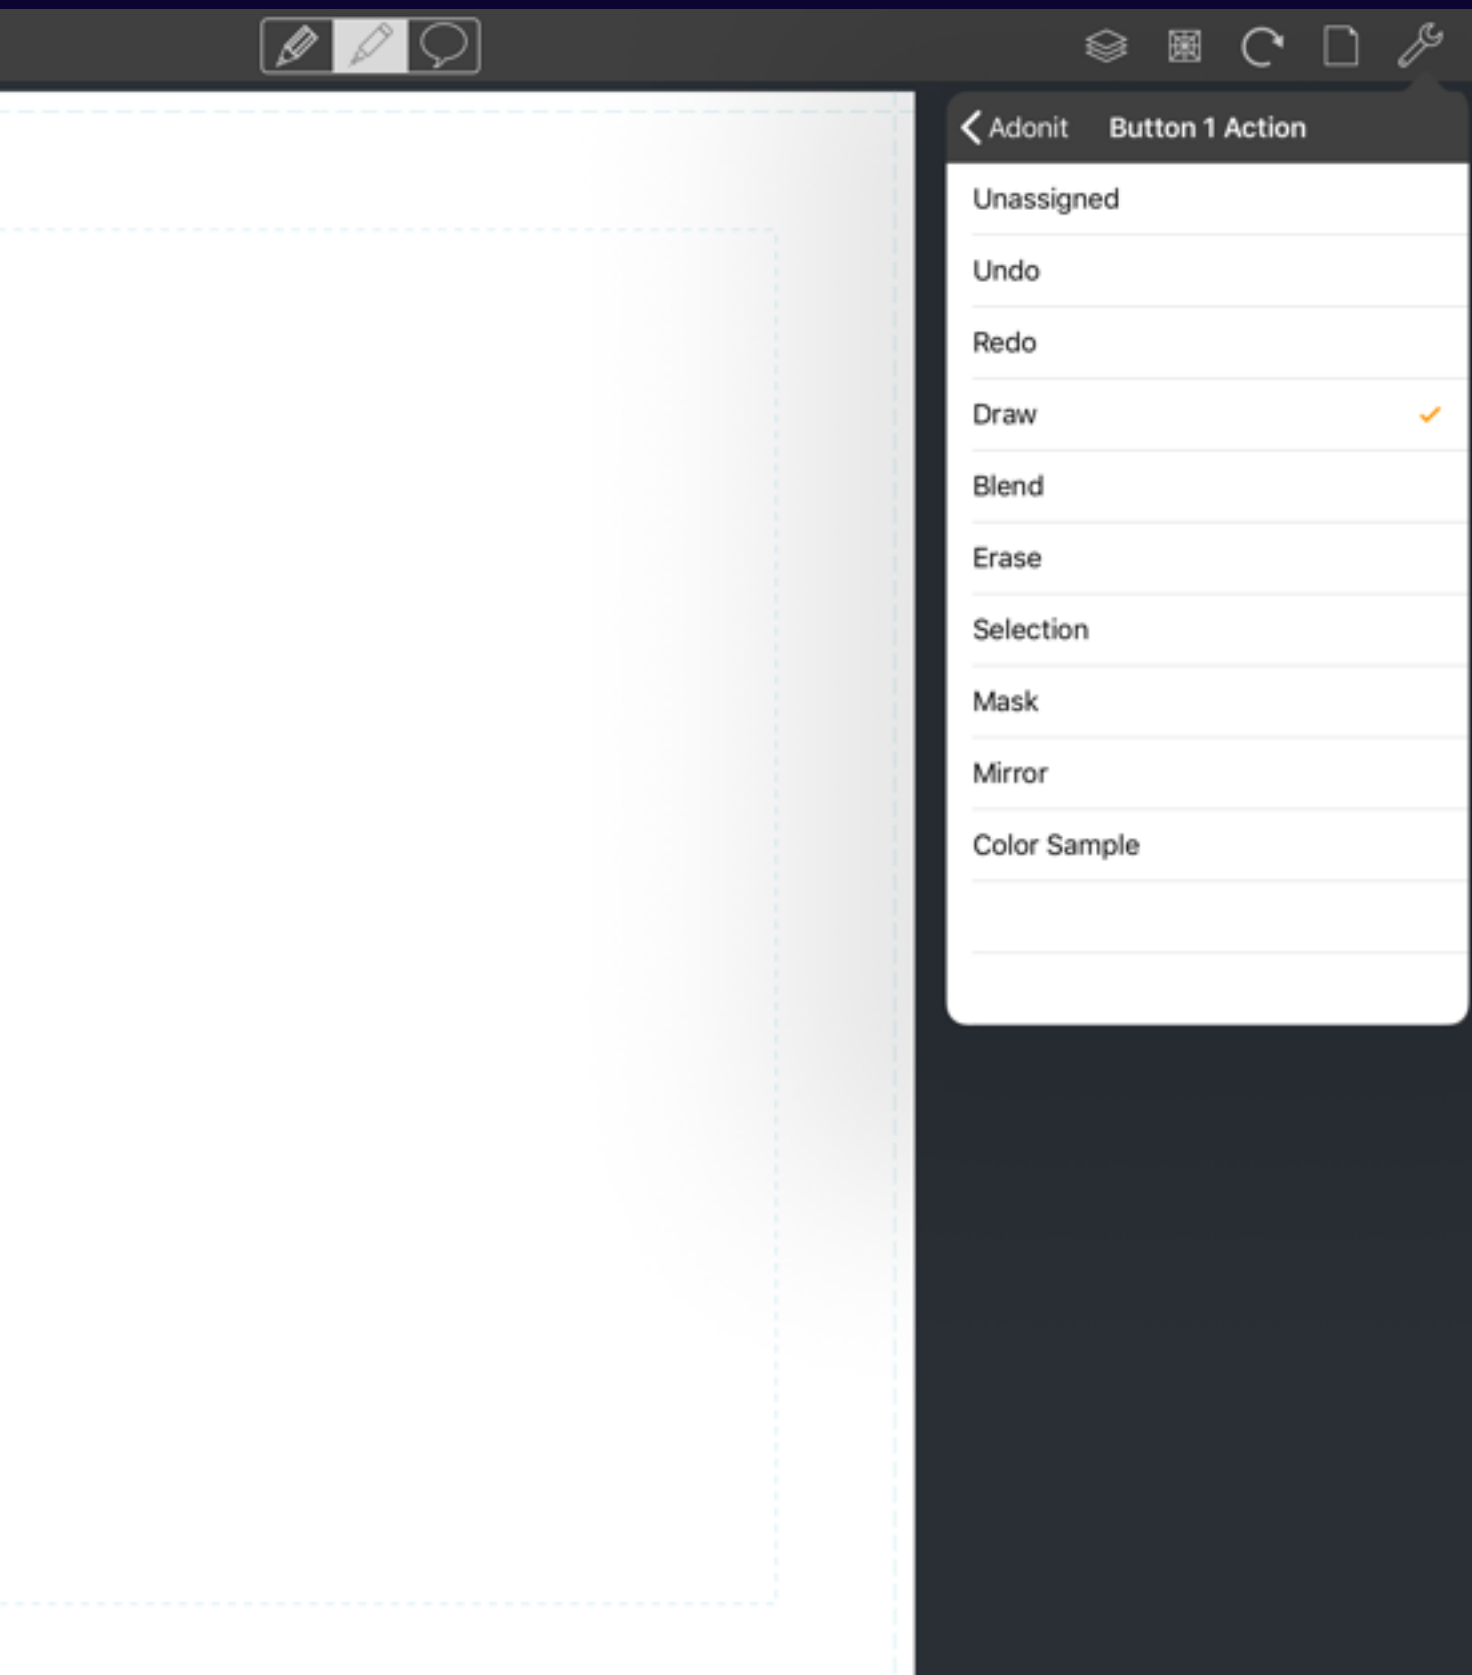 Adonit Button 1 Action
Unassigned
Undo
Redo
Draw
Blend
Erase
Selection
Mask
Mirror
Color Sample